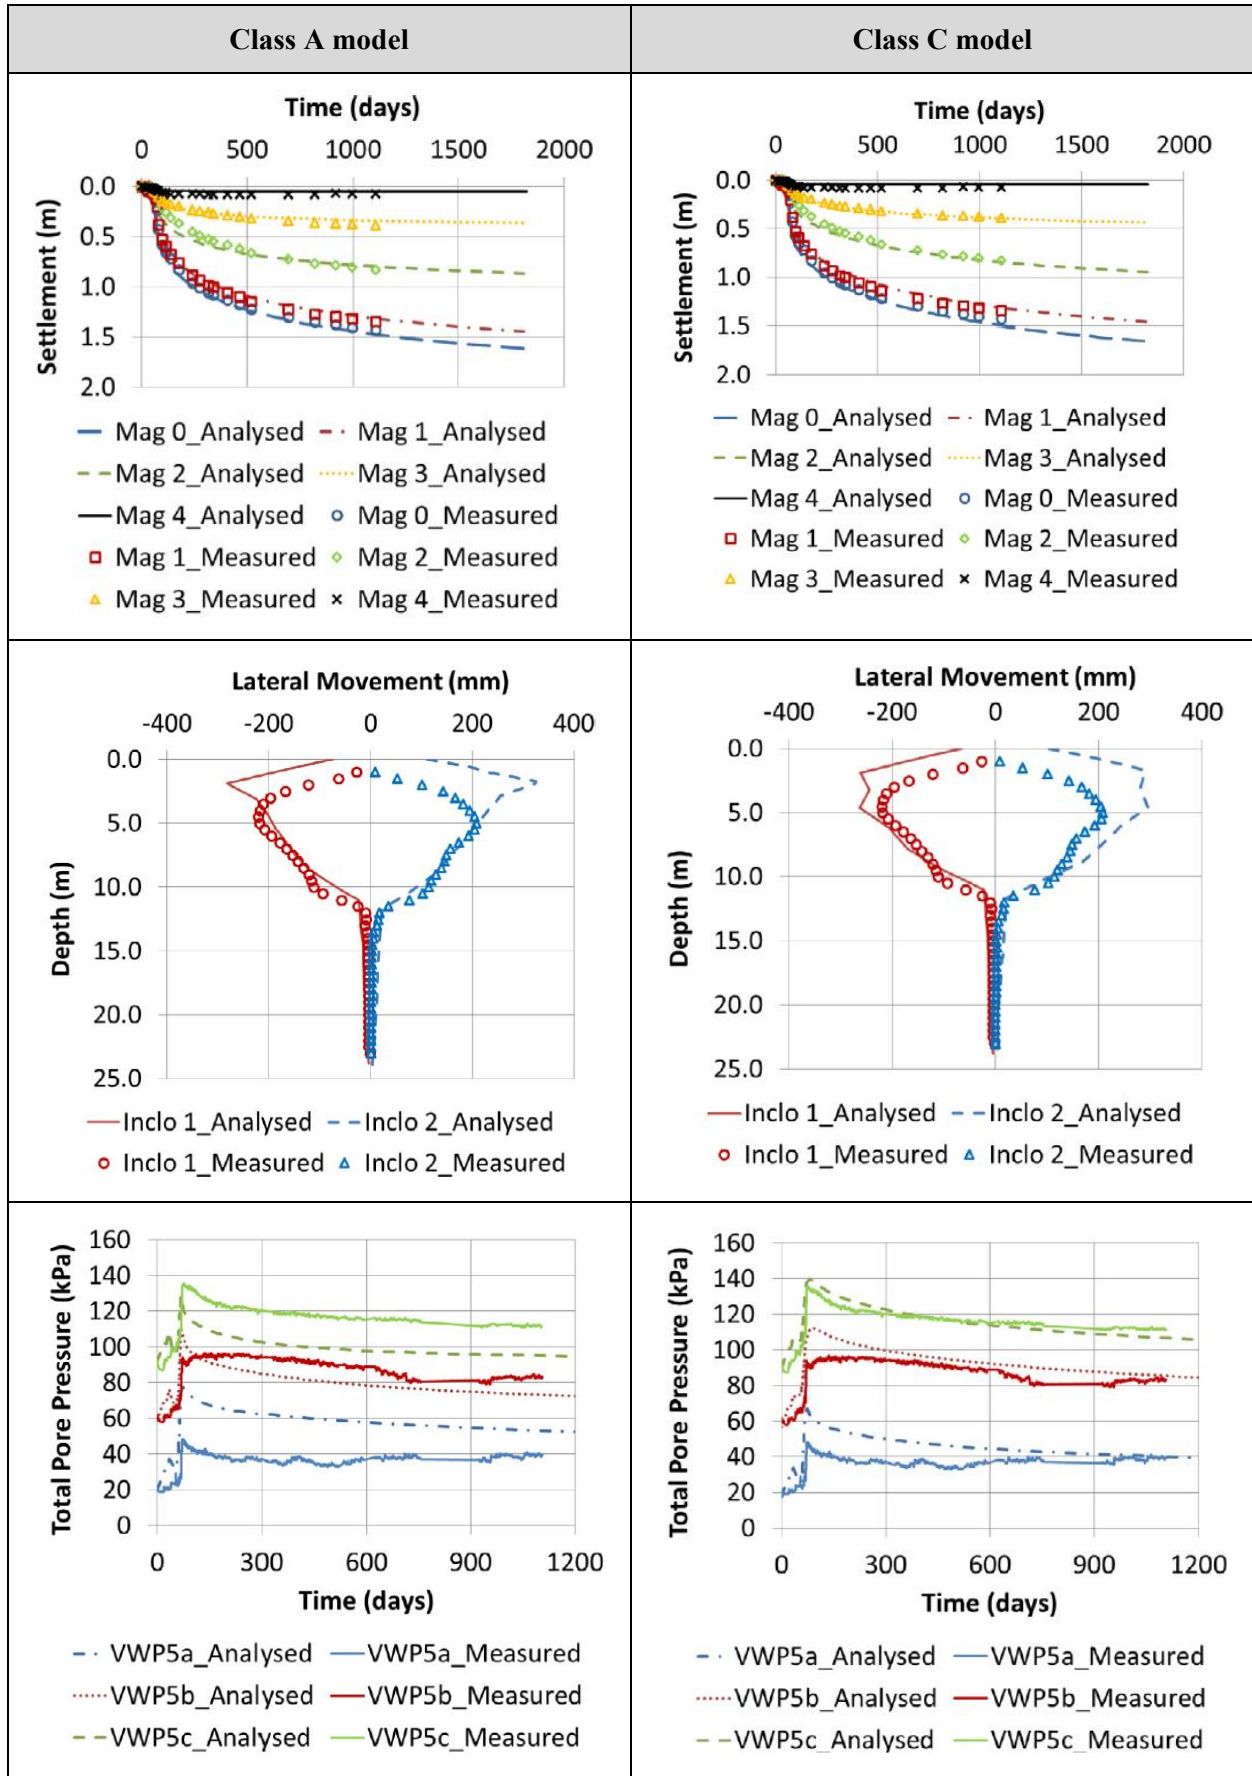 Class A model
Class C model
Time (days)
0 500 1000 1500 2000
0.0
0.5
1.0
1.5
2.0
Settlement (m)
Mag 0_Analysed Mag 1_Analysed
Mag 2_Analysed Mag 3_Analysed
Mag 4_Analysed Mag 0_Measured
Mag 1_Measured Mag 2_Measured
Mag 3_Measured Mag 4_Measured
Time (days)
0 500 1000 1500 2000
0.0
0.5
1.0
1.5
2.0
Settlement (m)
Mag 0_Analysed Mag 1_Analysed
Mag 2_Analysed Mag 3_Analysed
Mag 4_Analysed Mag 0_Measured
Mag 1_Measured Mag 2_Measured
Mag 3_Measured Mag 4_Measured
Lateral Movement (mm)
-400 -200 0 200 400
0.0
5.0
10.0
15.0
20.0
25.0
Depth (m)
Inclo 1_Analysed Inclo 2_Analysed
Inclo 1_Measured Inclo 2_Measured
Lateral Movement (mm)
-400 -200 0 200 400
0.0
5.0
10.0
15.0
20.0
25.0
Depth (m)
Inclo 1_Analysed Inclo 2_Analysed
Inclo 1_Measured Inclo 2_Measured
160
140
120
100
80
60
40
20
0
Total Pore Pressure (kPa)
0 300 600 900 1200
Time (days)
VWP5a_Analysed VWP5a_Measured
VWP5b_Analysed VWP5b_Measured
VWP5c_Analysed VWP5c_Measured
160
140
120
100
80
60
40
20
0
Total Pore Pressure (kPa)
0 300 600 900 1200
Time (days)
VWP5a_Analysed VWP5a_Measured
VWP5b_Analysed VWP5b_Measured
VWP5c_Analysed VWP5c_Measured